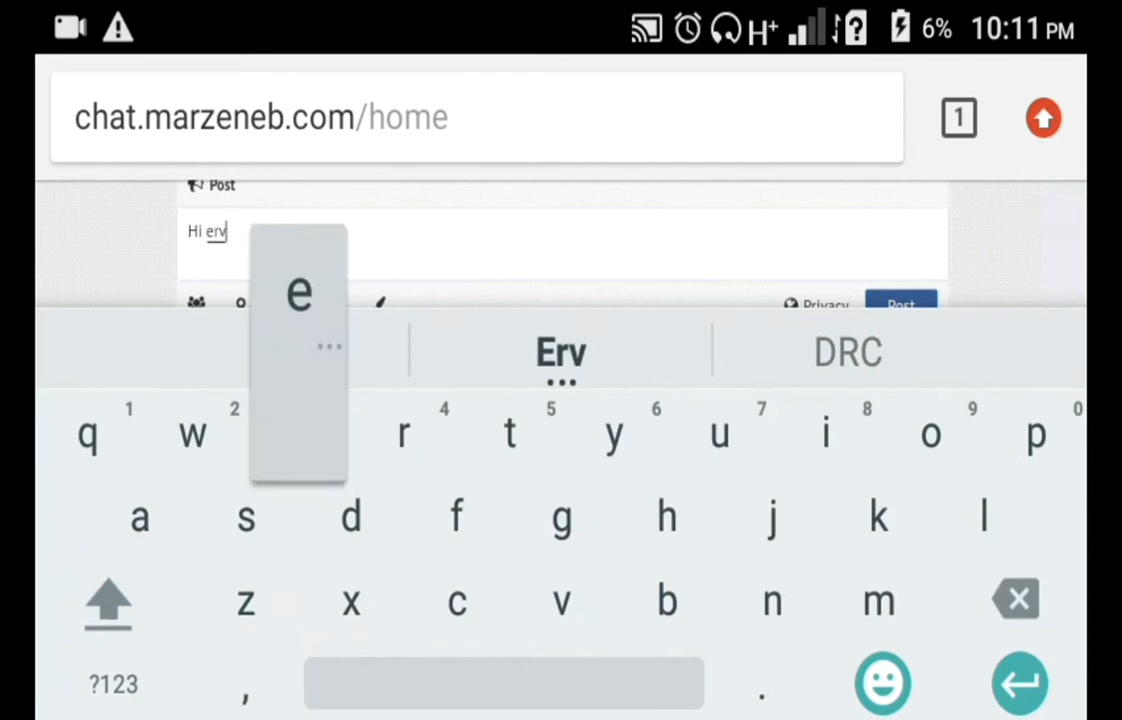 H+ 6% 10:11 PM
chat.marzeneb.com/home 1
Post
Hi erv
e
Privacy Post
Erv DRC
1 2 4 5 6 7 8 9 0
q w r t y u i o p
a s d f g h j k l
z x c v b n m
?123 , .